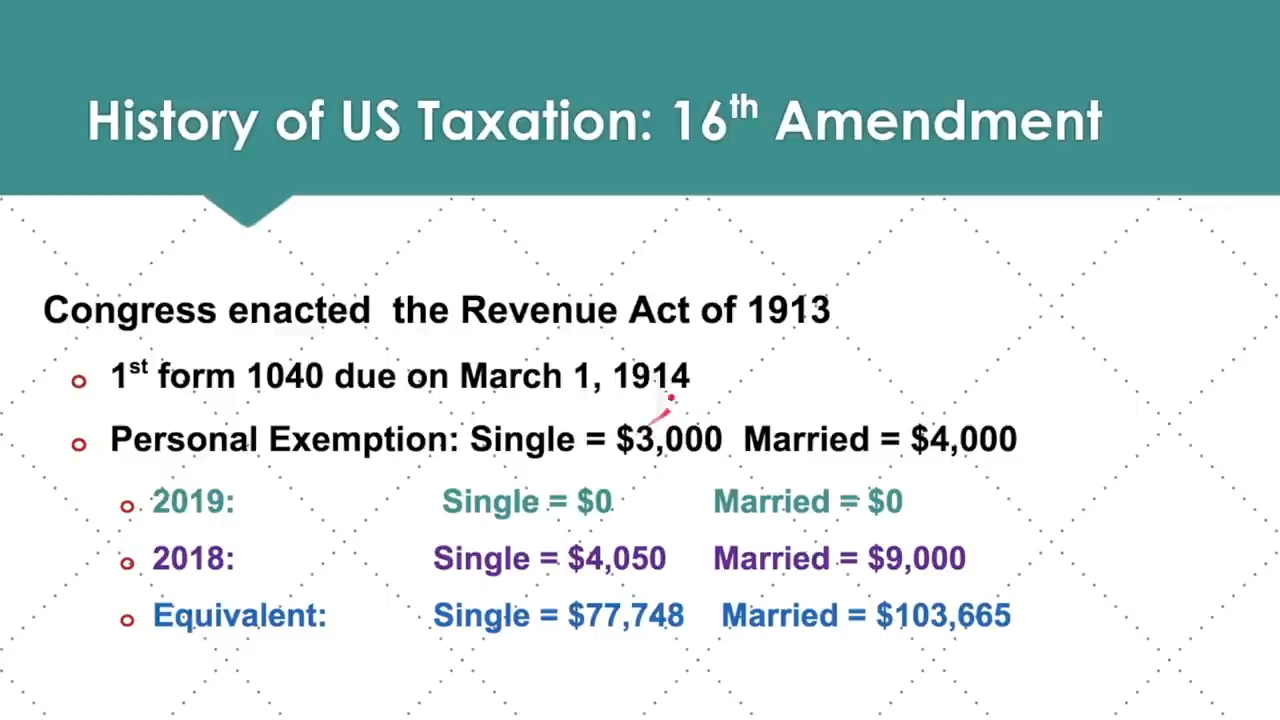 History of US Taxation: 16th Amendment
Congress enacted the Revenue Act of 1913
1st form 1040 due on March 1, 1914
Personal Exemption: Single = $3,000 Married = $4,000
2019: Single = $0 Married = $0
2018: Single = $4,050 Married = $9,000
Equivalent: Single = $77,748 Married = $103,665